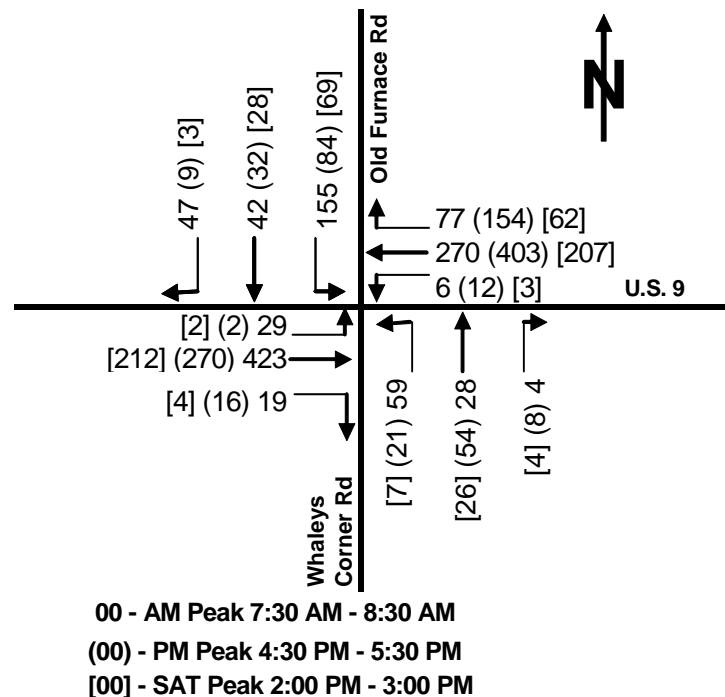 Old Furnace Rd
N
47 (9) [3]
42 (32) [28]
155 (84) [69]
77 (154) [62]
270 (403) [207]
6 (12) [3]
U.S. 9
[2] (2) 29
[212] (270) 423
[4] (16) 19
[7] (21) 59
[26] (54) 28
[4] (8) 4
Whaleys
Corner Rd
00 - AM Peak 7:30 AM - 8:30 AM
(00) - PM Peak 4:30 PM - 5:30 PM
[00] - SAT Peak 2:00 PM - 3:00 PM